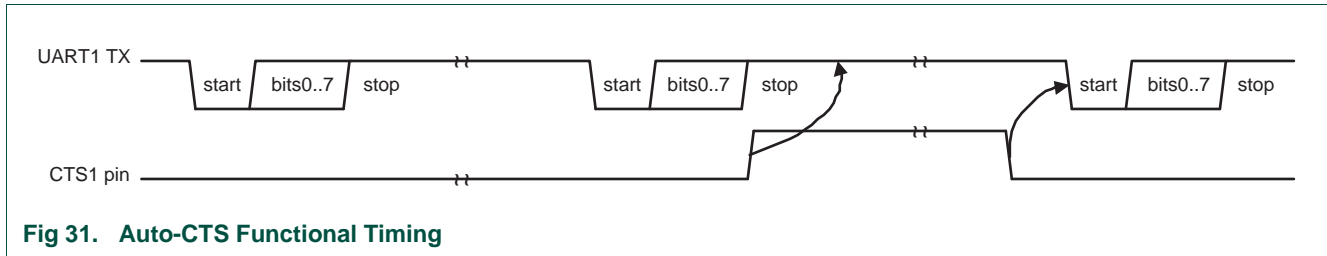 UART1 TX
start bits0..7 stop start bits0..7 stop start bits0..7 stop
CTS1 pin
Fig 31. Auto-CTS Functional Timing